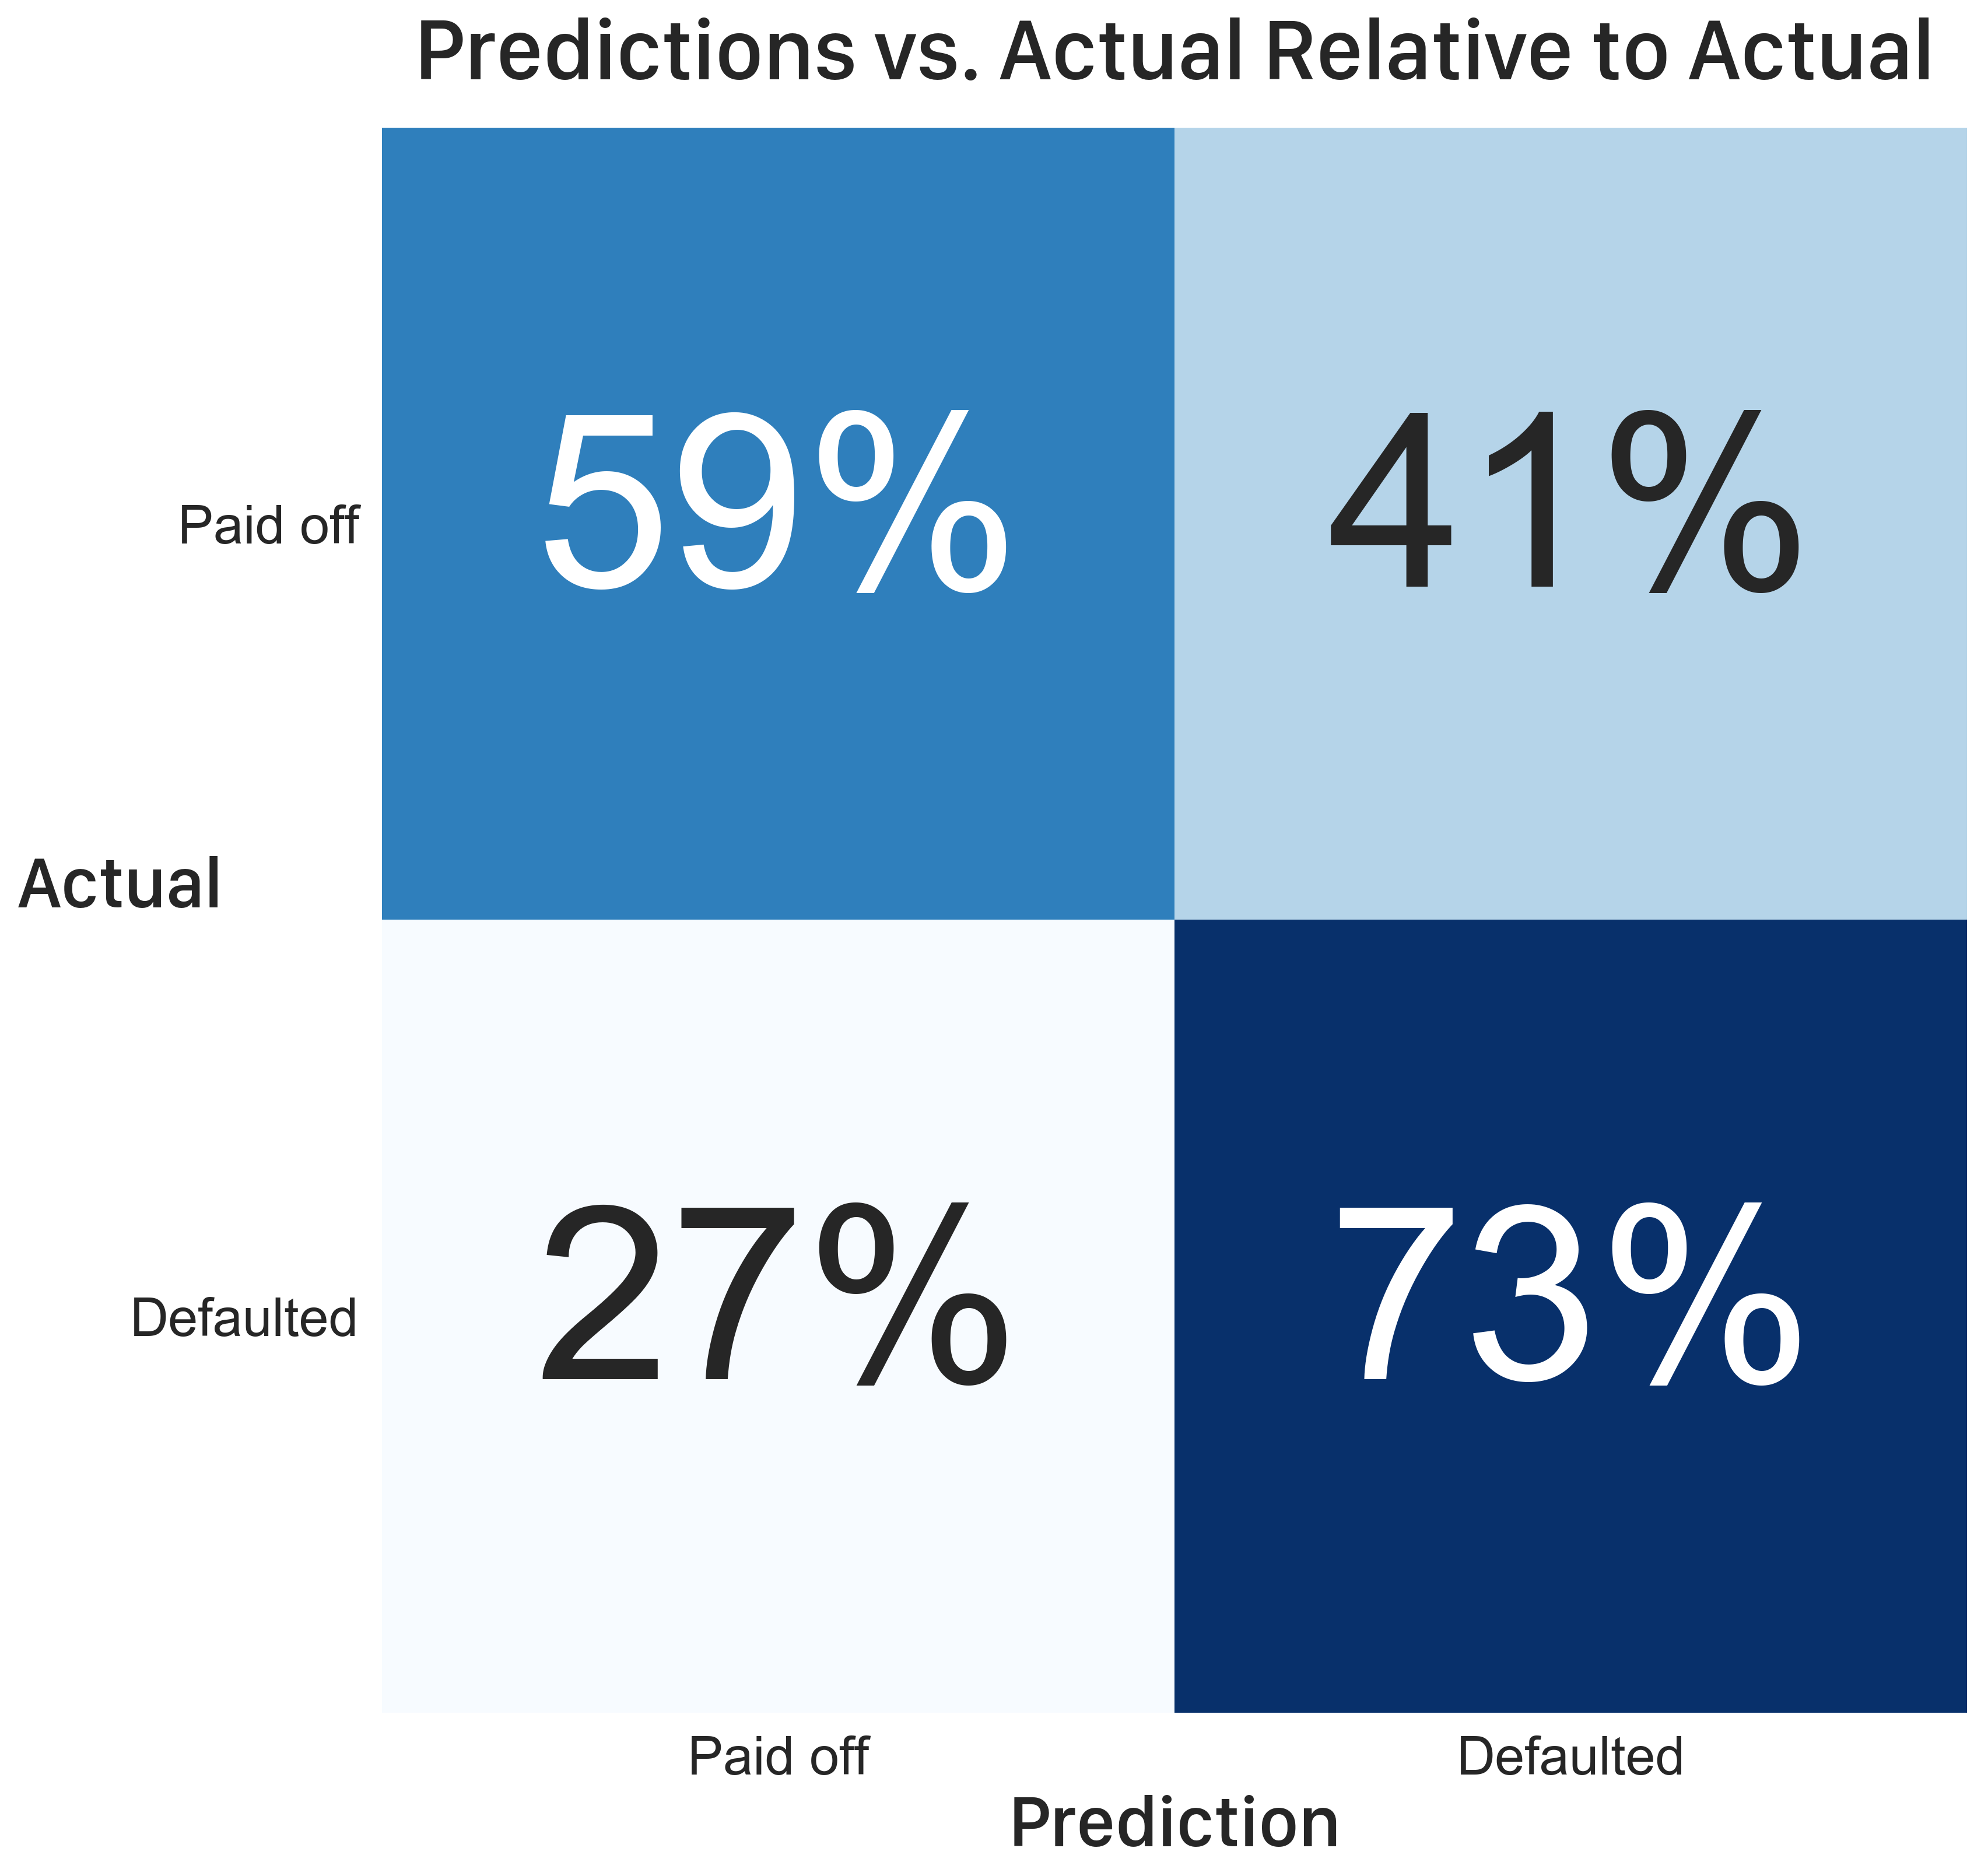 Predictions vs. Actual Relative to Actual
59%
41%
Paid off
Actual
27%
73%
Defaulted
Paid off
Defaulted
Prediction